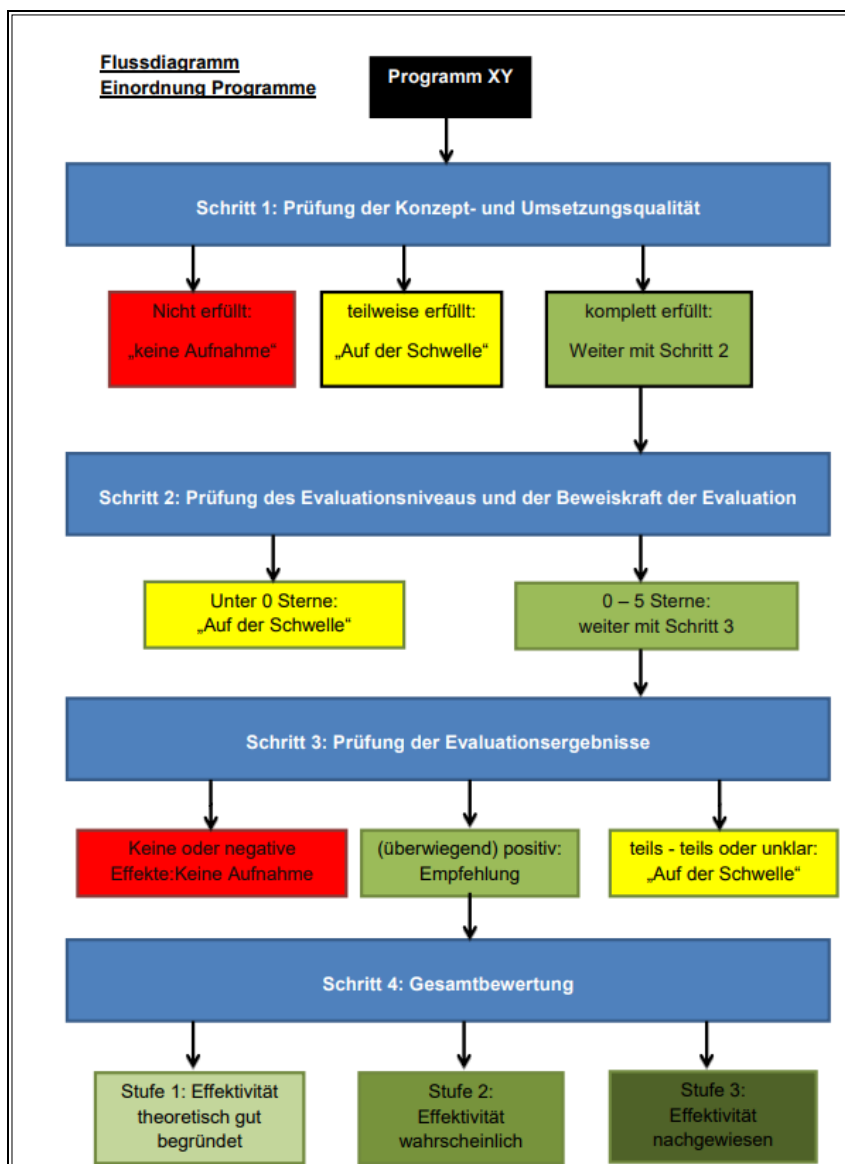 Flussdiagramm
Einordnung Programme
Programm XY
Schritt 1: Prüfung der Konzept- und Umsetzungsqualität
Nicht erfüllt:
„keine Aufnahme“
teilweise erfüllt:
„Auf der Schwelle“
komplett erfüllt:
Weiter mit Schritt 2
Schritt 2: Prüfung des Evaluationsniveaus und der Beweiskraft der Evaluation
Unter 0 Sterne:
„Auf der Schwelle“
0 – 5 Sterne:
weiter mit Schritt 3
Schritt 3: Prüfung der Evaluationsergebnisse
Keine oder negative
Effekte:Keine Aufnahme
(überwiegend) positiv:
Empfehlung
teils - teils oder unklar:
„Auf der Schwelle“
Schritt 4: Gesamtbewertung
Stufe 1: Effektivität
theoretisch gut
begründet
Stufe 2:
Effektivität
wahrscheinlich
Stufe 3:
Effektivität
nachgewiesen